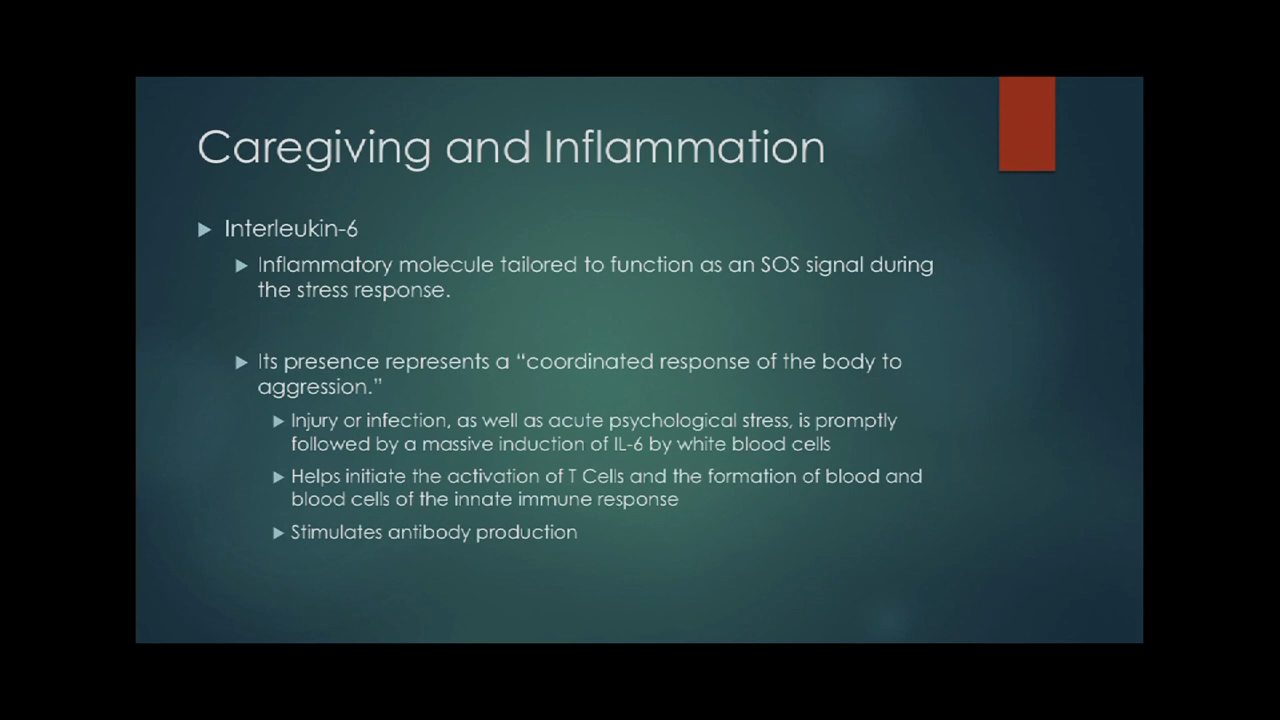 Caregiving and Inflammation
Interleukin-6
Inflammatory molecule tailored to function as an SOS signal during
the stress response.
Its presence represents a “coordinated response of the body to
aggression.”
Injury or infection, as well as acute psychological stress, is promptly
followed by a massive induction of IL-6 by white blood cells
Helps initiate the activation of T Cells and the formation of blood and
blood cells of the innate immune response
Stimulates antibody production